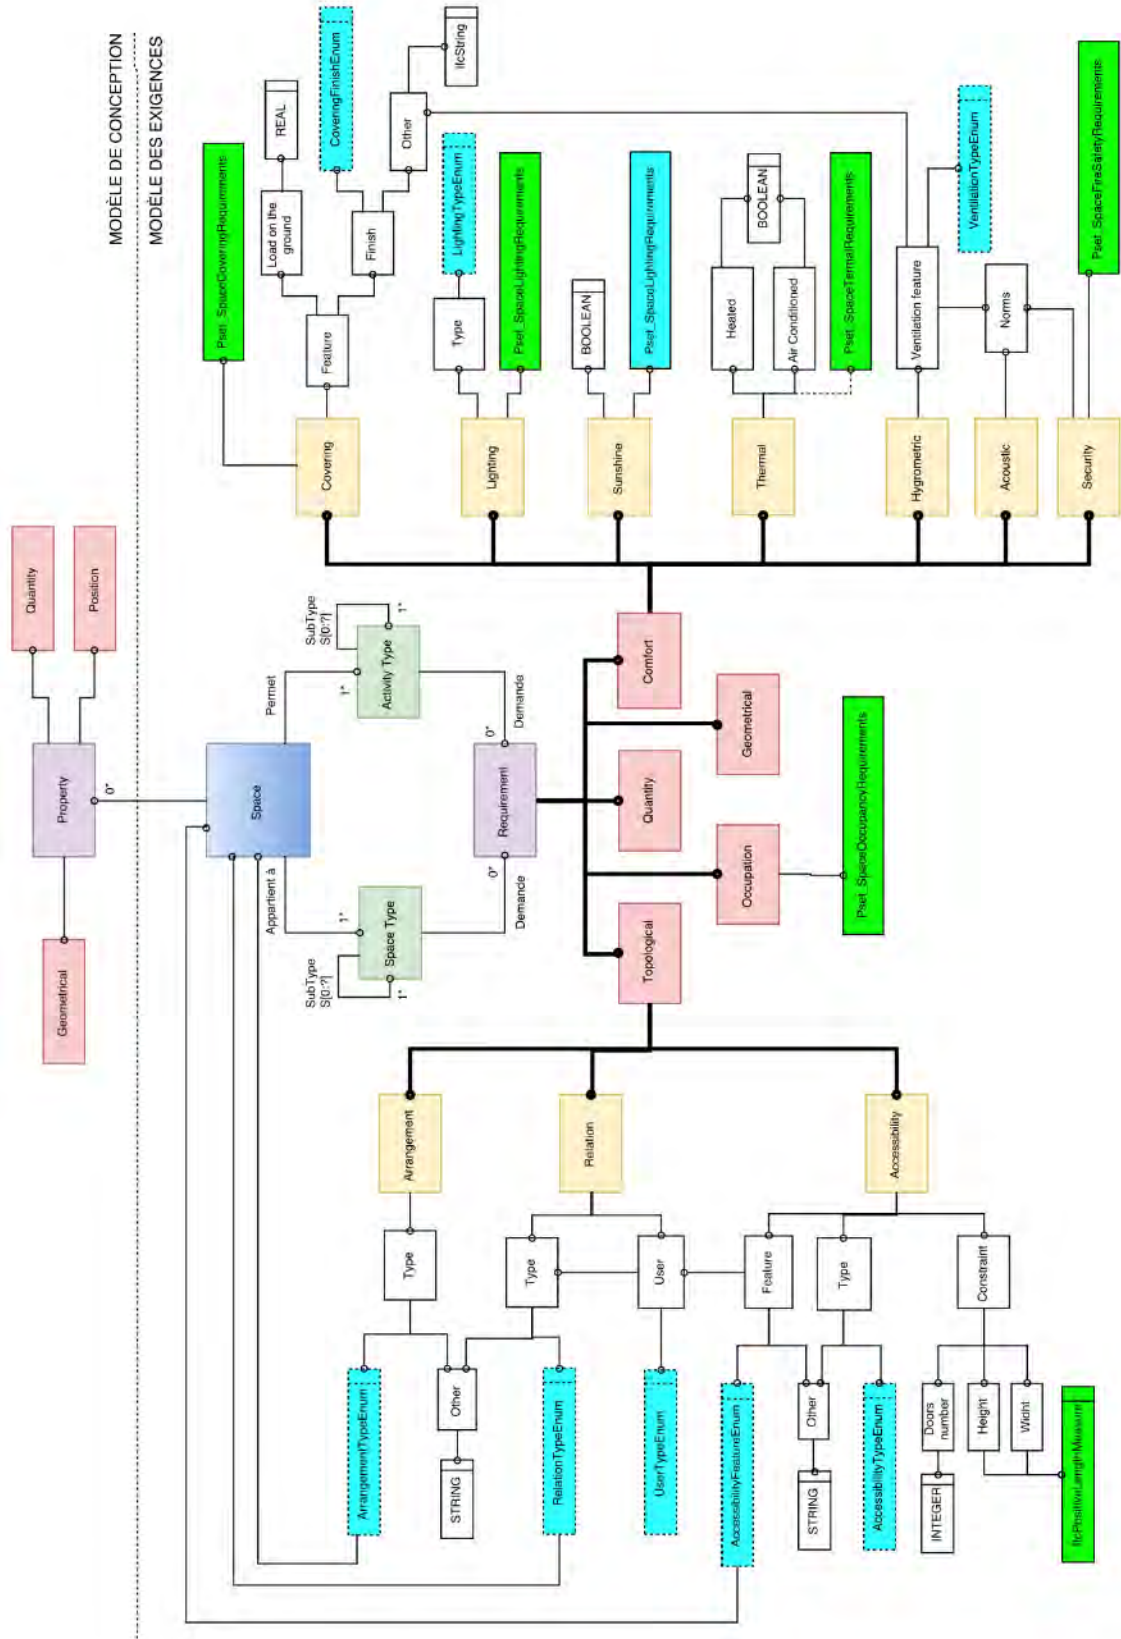 MODÈLE DE CONCEPTION
MODÈLE DES EXIGENCES
Geometrical
Property
Quantity
Position
0*
Space
Appartient à
Permet
SubType
S[0:?]
1*
1*
Space Type
SubType
S[0:?]
1*
1*
Activity Type
Demande
0*
Demande
0*
Requirement
Topological
Occupation
Quantity
Geometrical
Comfort
Pset_SpaceOccupancyRequirements
Arrangement
Relation
Accessibility
Type
Type
User
Feature
Type
Constraint
ArrangementTypeEnum
Other
STRING
RelationTypeEnum
UserTypeEnum
AccessibilityFeatureEnum
Other
STRING
AccessibilityTypeEnum
Doors
number
INTEGER
Height
Widht
IfcPositiveLengthMeasure
Covering
Pset_SpaceCoveringRequirements
Feature
Load on the
ground
REAL
Finish
CoveringFinishEnum
Other
IfcString
Lighting
Type
LightingTypeEnum
Pset_SpaceLightingRequirements
Sunshine
BOOLEAN
Pset_SpaceLightingRequirements
Thermal
Heated
Air Conditioned
BOOLEAN
Pset_SpaceTermalRequirements
Hygrometric
Ventilation feature
VentilationTypeEnum
Acoustic
Norms
Security
Pset_SpaceFireSafetyRequirements